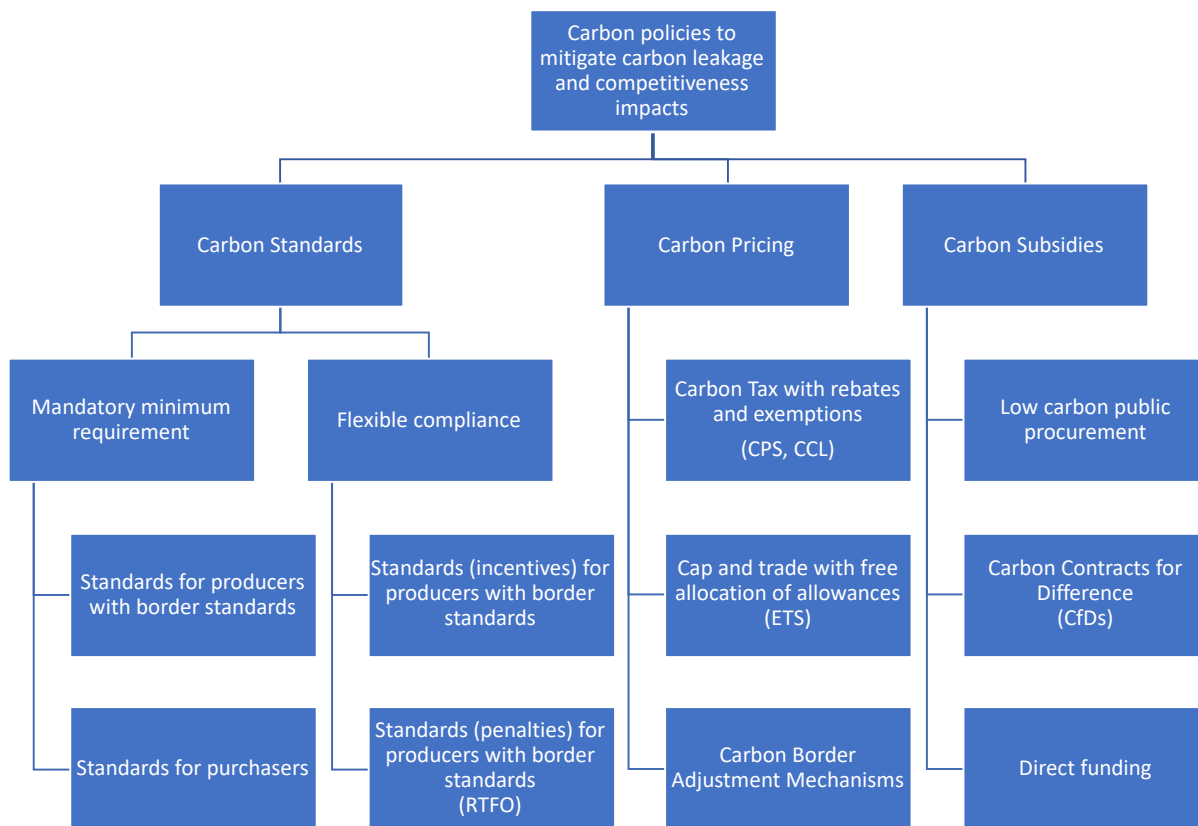 Carbon policies to
mitigate carbon leakage
and competitiveness
impacts
Carbon Standards
Carbon Pricing
Carbon Subsidies
Mandatory minimum
requirement
Flexible compliance
Carbon Tax with rebates
and exemptions
(CPS, CCL)
Low carbon public
procurement
Standards for producers
with border standards
Standards (incentives) for
producers with border
standards
Cap and trade with free
allocation of allowances
(ETS)
Carbon Contracts for
Difference
(CfDs)
Standards for purchasers
Standards (penalties) for
producers with border
standards
(RTFO)
Carbon Border
Adjustment Mechanisms
Direct funding